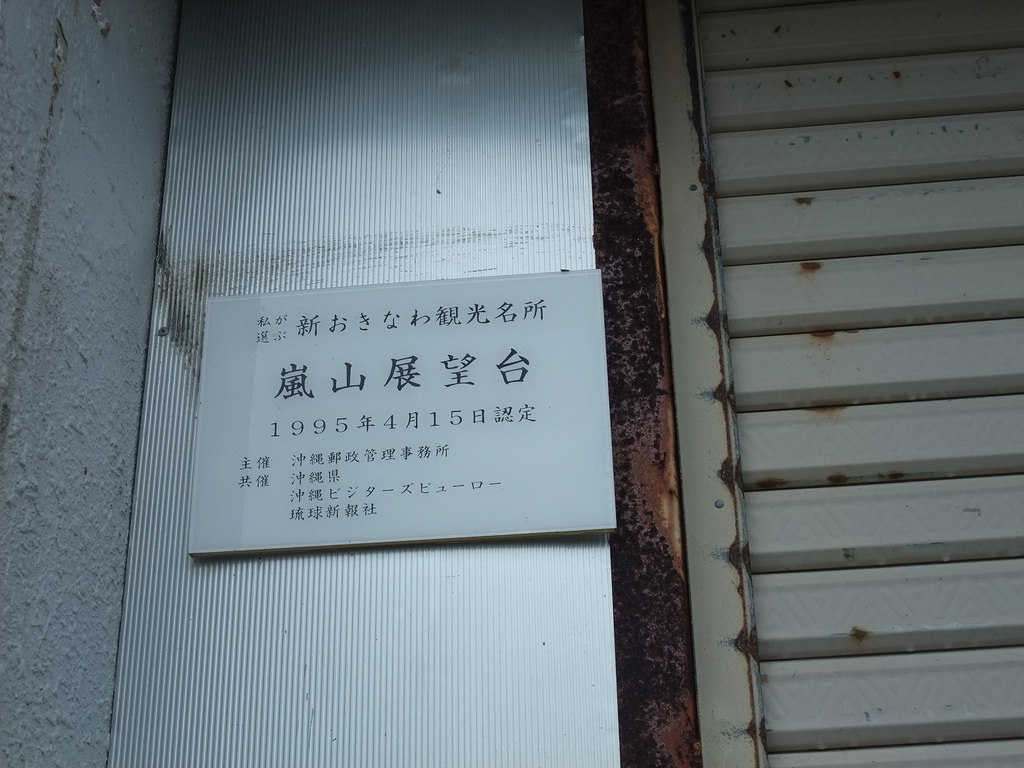 私が選ぶ 新おきなわ観光名所
嵐山展望台
1995年4月15日認定
主催 沖縄郵政管理事務所
共催 沖縄県
沖縄ビジターズビューロー
琉球新報社